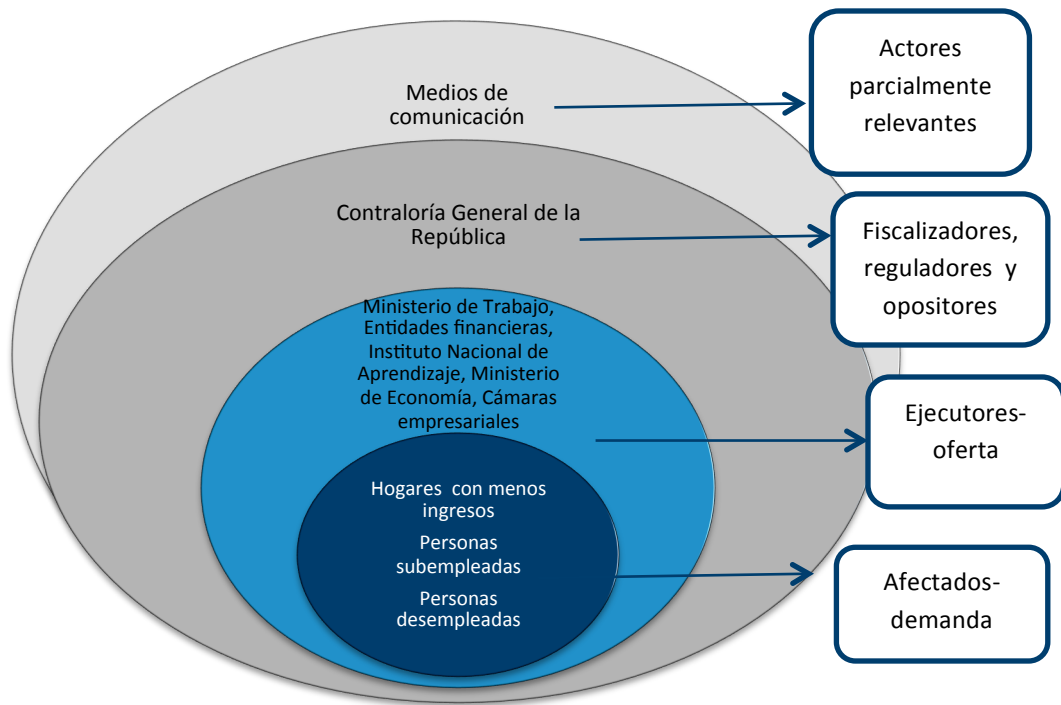 Medios de
comunicación
Actores
parcialmente
relevantes
Contraloría General de la
República
Fiscalizadores,
reguladores y
opositores
Ministerio de Trabajo,
Entidades financieras,
Instituto Nacional de
Aprendizaje, Ministerio
de Economía, Cámaras
empresariales
Ejecutores-
oferta
Hogares con menos
ingresos
Personas
subempleadas
Personas
desempleadas
Afectados-
demanda